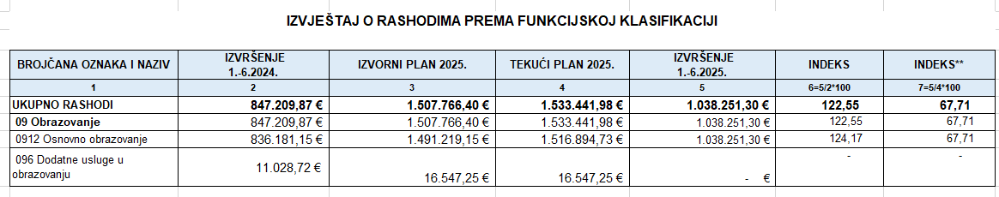 IZVJEŠTAJ O RASHODIMA PREMA FUNKCIJSKOJ KLASIFIKACIJI
BROJČANA OZNAKA I NAZIV IZVRŠENJE 1.-6.2024. IZVORNI PLAN 2025. TEKUĆI PLAN 2025. IZVRŠENJE 1.-6.2025. INDEKS INDEKS**
1 2 3 4 5 6=5/2*100 7=5/4*100
UKUPNO RASHODI 847.209,87 € 1.507.766,40 € 1.533.441,98 € 1.038.251,30 € 122,55 67,71
09 Obrazovanje 847.209,87 € 1.507.766,40 € 1.533.441,98 € 1.038.251,30 € 122,55 67,71
0912 Osnovno obrazovanje 836.181,15 € 1.491.219,15 € 1.516.894,73 € 1.038.251,30 € 124,17 67,71
096 Dodatne usluge u obrazovanju 11.028,72 € 16.547,25 € 16.547,25 € - € - -